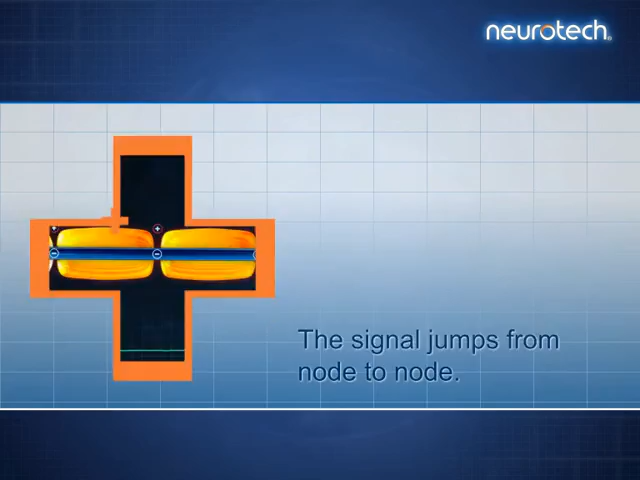 neurotech
The signal jumps from
node to node.